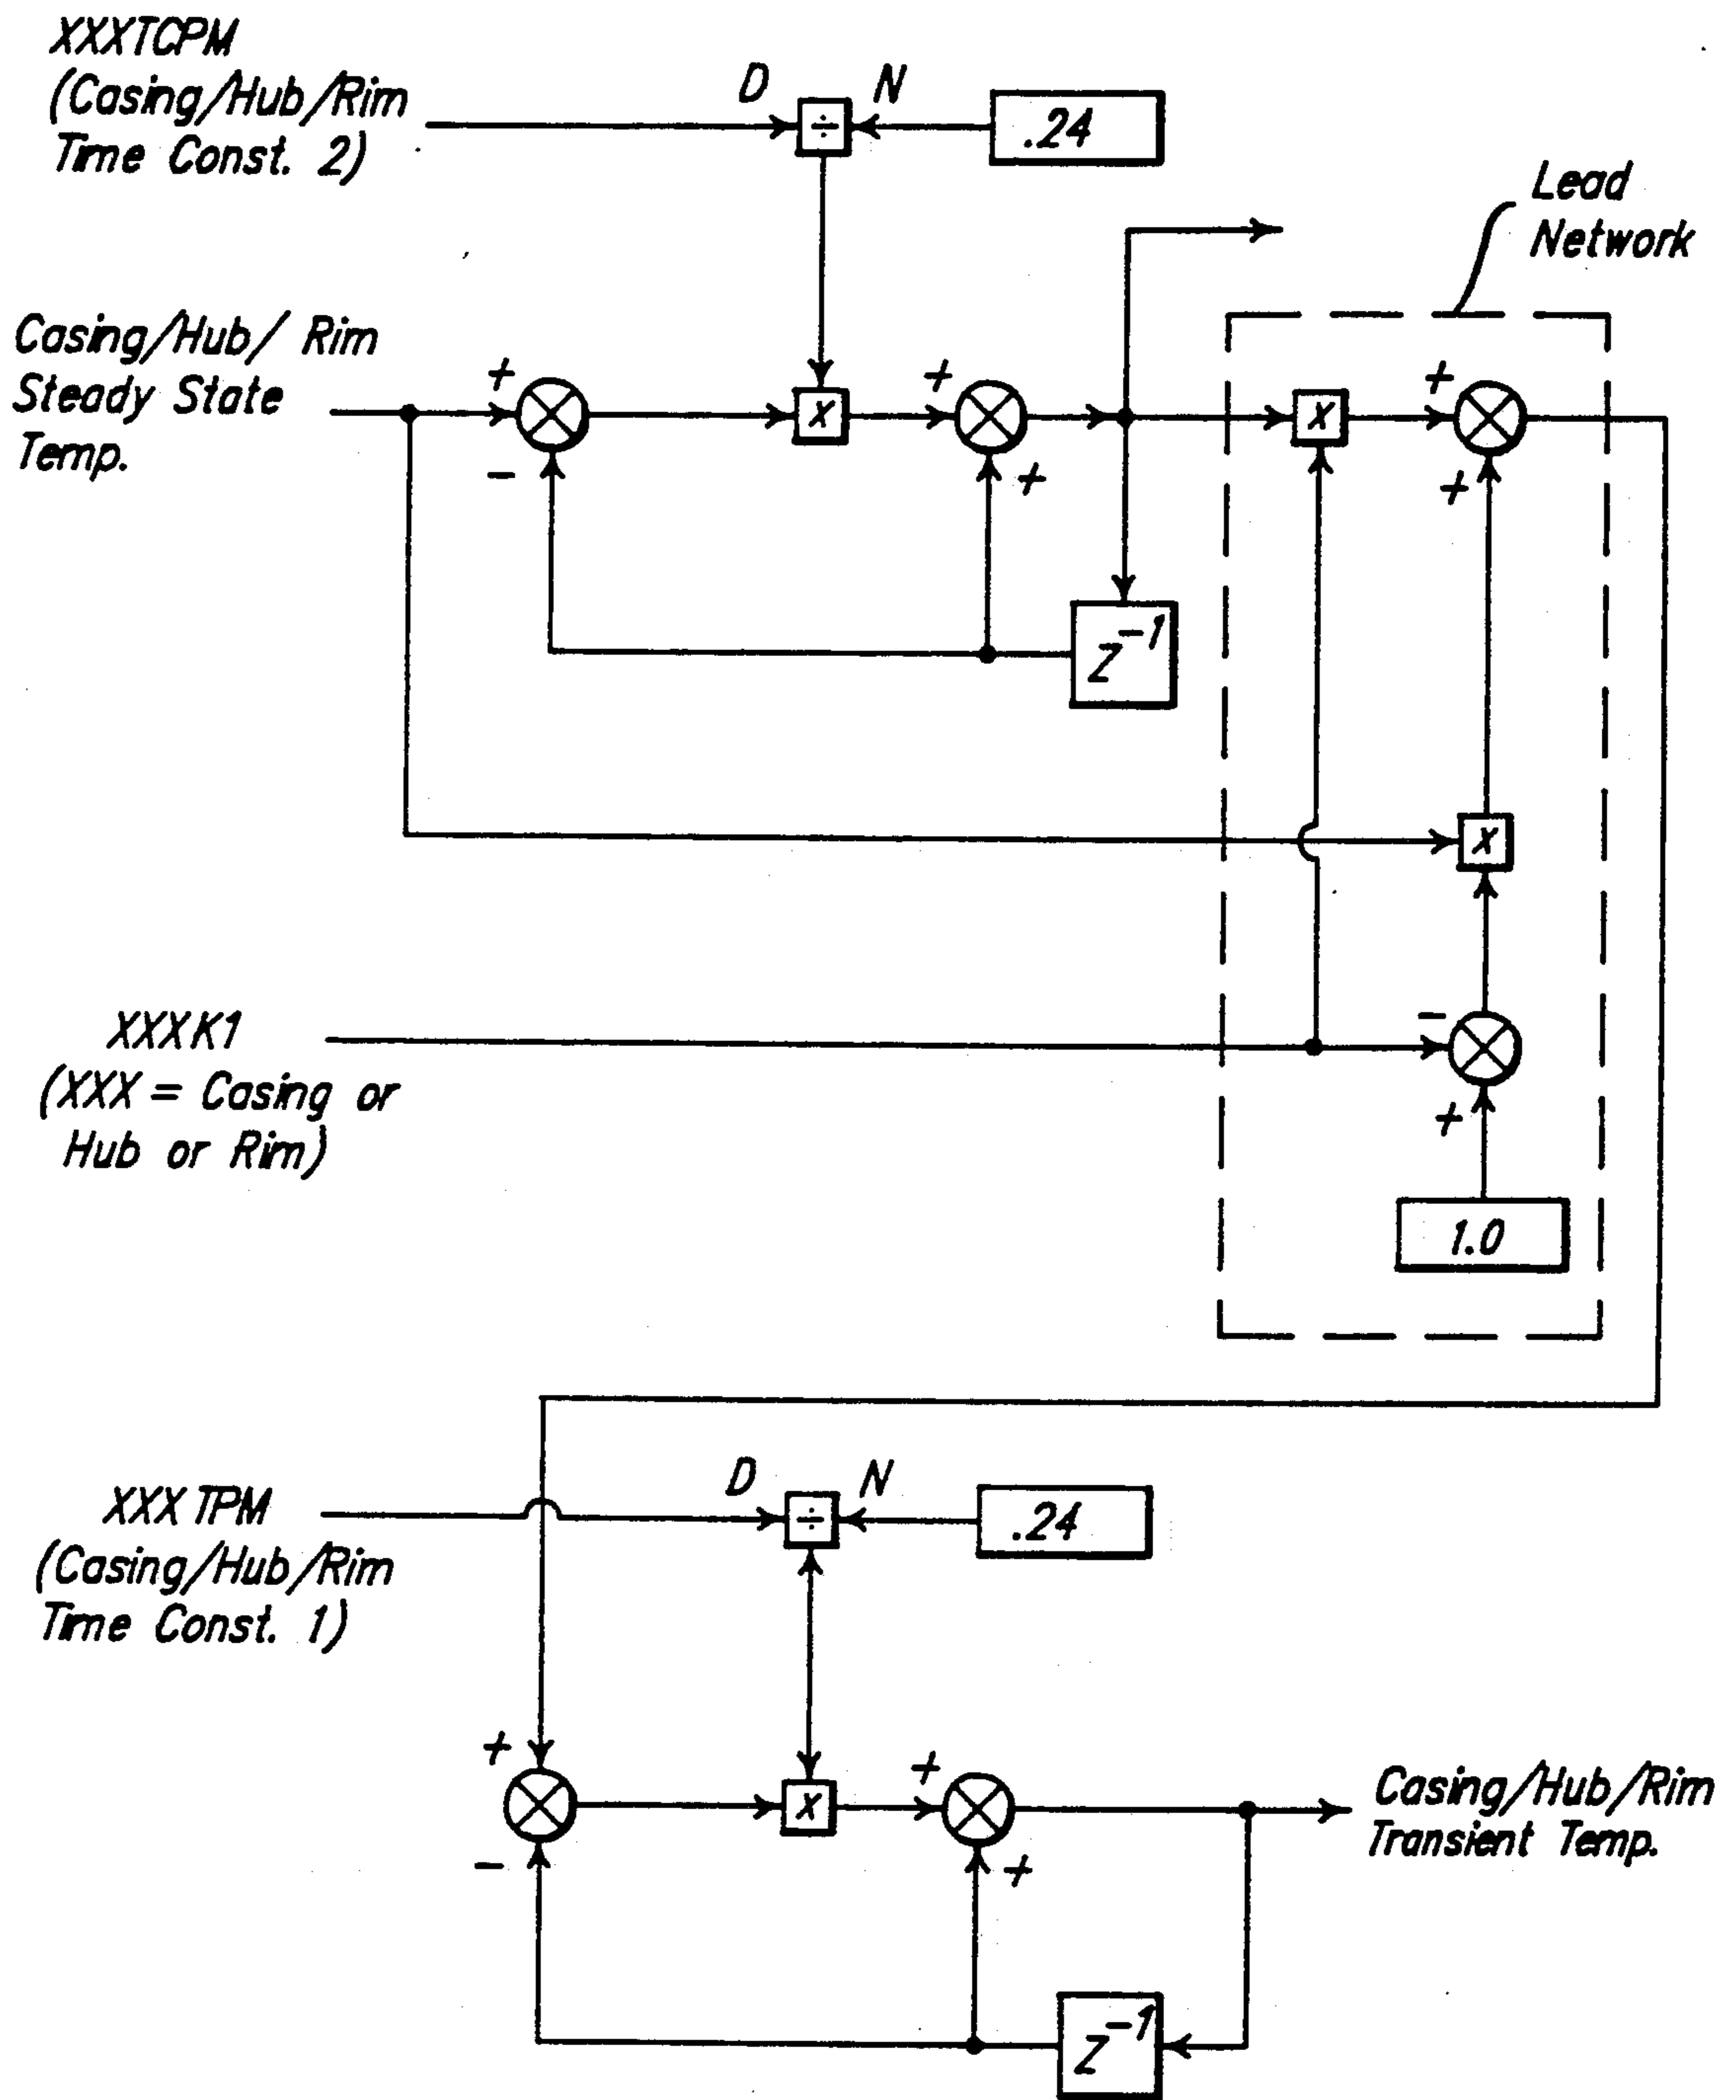 XXXTCPM
(Casing/Hub/Rim
Time Const. 2)
D
N
÷
.24
Lead
Network
Casing/Hub/ Rim
Steady State
Temp.
+
-
X
+
+
X
+
+
Z-1
X
XXXK1
(XXX = Casing or
Hub or Rim)
-
+
1.0
XXXTPM
(Casing/Hub/Rim
Time Const. 1)
D
N
÷
.24
+
-
X
+
+
Casing/Hub/Rim
Transient Temp.
Z-1